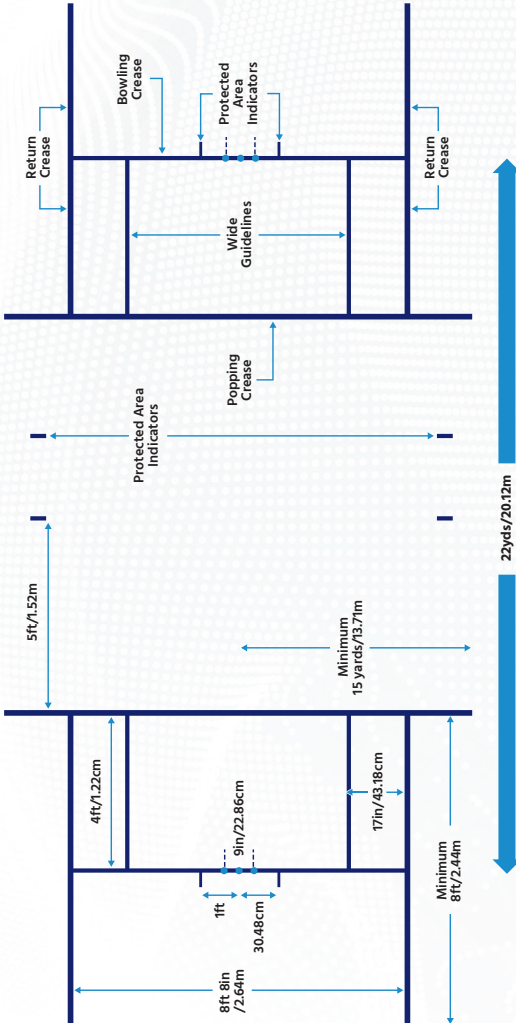 Return
Crease
Bowling
Crease
Protected
Area
Indicators
Return
Crease
Wide
Guidelines
Popping
Crease
Protected Area
Indicators
22yds/20.12m
5ft/1.52m
Minimum
15 yards/13.71m
4ft/1.22cm
9in/22.86cm
17in/43.18cm
1ft
30.48cm
Minimum
8ft/2.44m
8ft 8in
/2.64m